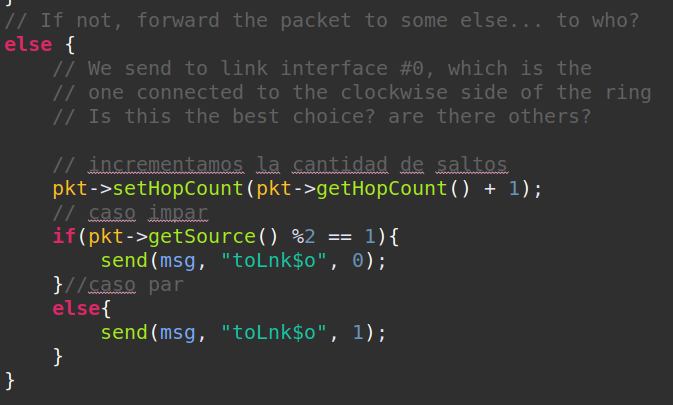 }
// If not, forward the packet to some else... to who?
else {
    // We send to link interface #0, which is the
    // one connected to the clockwise side of the ring
    // Is this the best choice? are there others?

    // incrementamos la cantidad de saltos
    pkt->setHopCount(pkt->getHopCount() + 1);
    // caso impar
    if(pkt->getSource() %2 == 1){
        send(msg, "toLnk$o", 0);
    }//caso par
    else{
        send(msg, "toLnk$o", 1);
    }
}